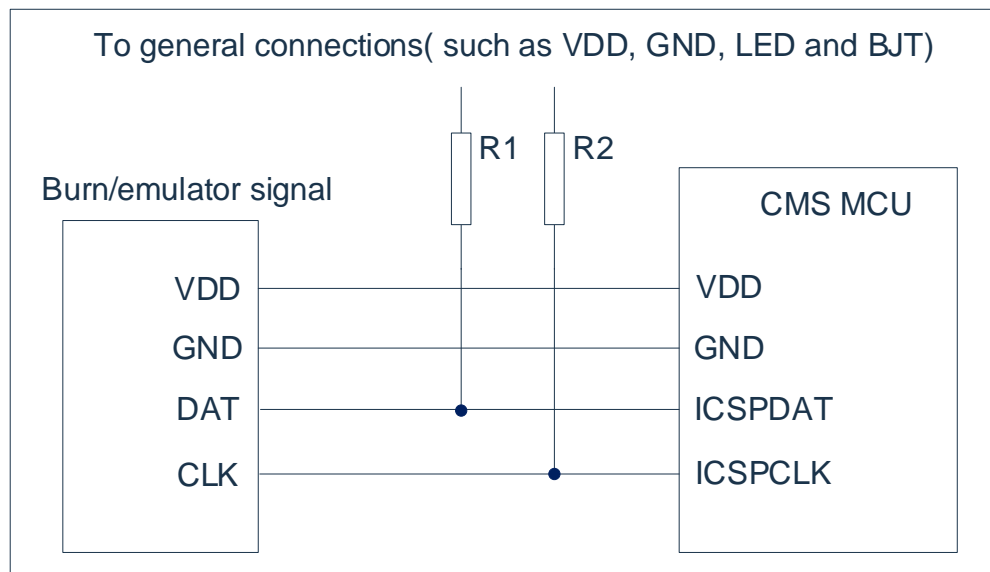 To general connections( such as VDD, GND, LED and BJT)
R1
R2
Burn/emulator signal
CMS MCU
VDD
VDD
GND
GND
DAT
ICSPDAT
CLK
ICSPCLK